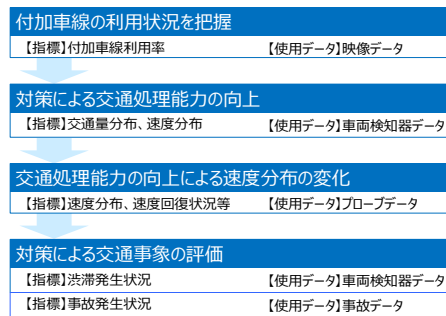 付加車線の利用状況を把握
【指標】付加車線利用率 【使用データ】映像データ
対策による交通処理能力の向上
【指標】交通量分布、速度分布 【使用データ】車両検知器データ
交通処理能力の向上による速度分布の変化
【指標】速度分布、速度回復状況等 【使用データ】プローブデータ
対策による交通事象の評価
【指標】渋滞発生状況 【使用データ】車両検知器データ
【指標】事故発生状況 【使用データ】事故データ